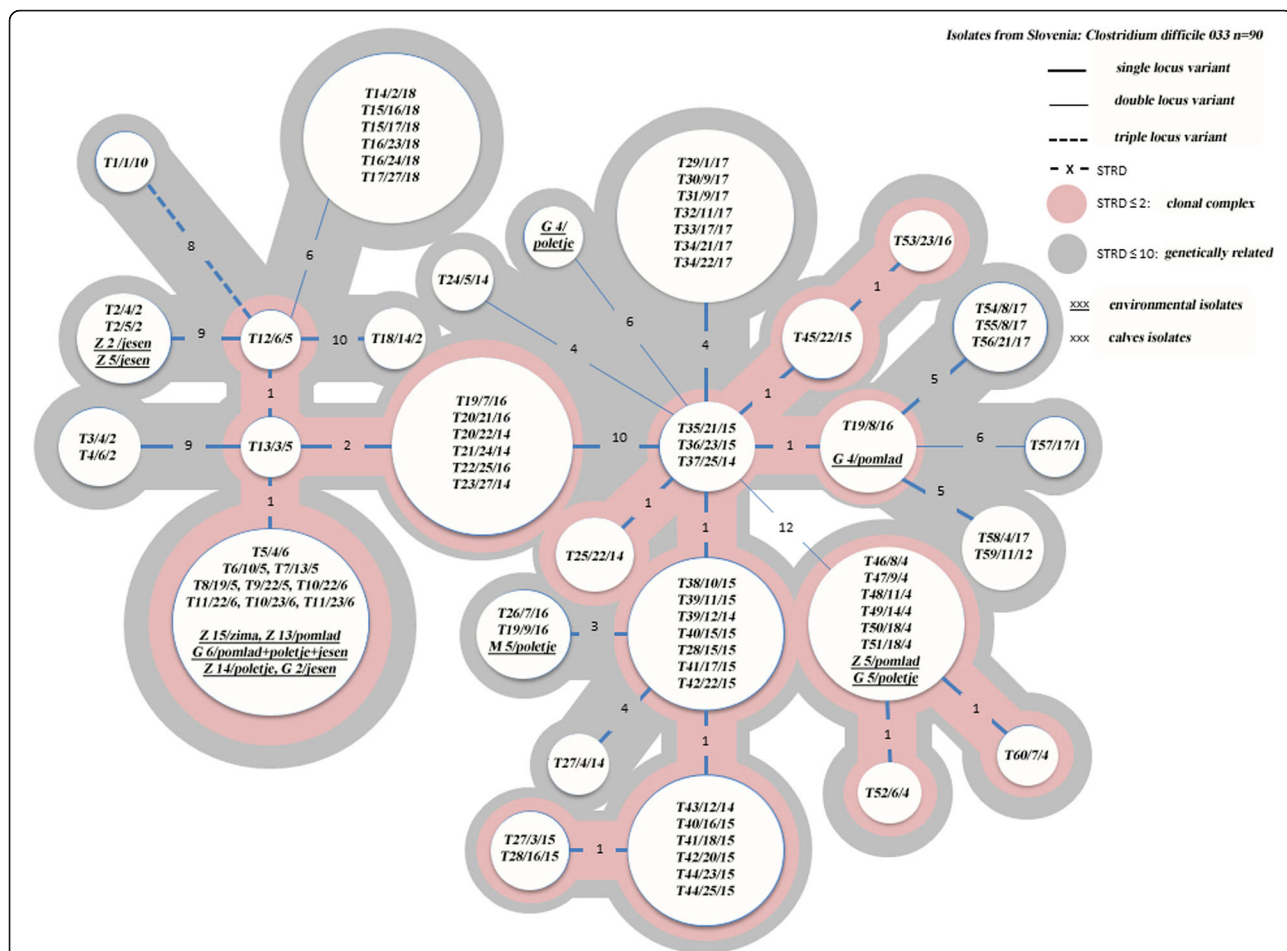 Isolates from Slovenia: Clostridium difficile 033 n=90
single locus variant
double locus variant
triple locus variant
X STRD
STRD ≤ 2: clonal complex
STRD ≤ 10: genetically related
xxx environmental isolates
xxx calves isolates
T14/2/18
T15/16/18
T15/17/18
T16/23/18
T16/24/18
T17/27/18
T1/1/10
8
6
T2/4/2
T2/5/2
Z 2 /jesen
Z 5/jesen
9
T12/6/5
10
T18/14/2
1
T3/4/2
T4/6/2
9
T13/3/5
2
1
T5/4/6
T6/10/5, T7/13/5
T8/19/5, T9/22/5, T10/22/6
T11/22/6, T10/23/6, T11/23/6
Z 15/zima, Z 13/pomlad
G 6/pomlad+poletje+jesen
Z 14/poletje, G 2/jesen
T19/7/16
T20/21/16
T20/22/14
T21/24/14
T22/25/16
T23/27/14
10
T24/5/14
4
G 4/
poletje
6
T29/1/17
T30/9/17
T31/9/17
T32/11/17
T33/17/17
T34/21/17
T34/22/17
4
T35/21/15
T36/23/15
T37/25/14
1
T45/22/15
1
T53/23/16
1
T19/8/16
G 4/pomlad
5
T54/8/17
T55/8/17
T56/21/17
6
T57/17/1
5
T58/4/17
T59/11/12
1
T25/22/14
1
12
T38/10/15
T39/11/15
T39/12/14
T40/15/15
T28/15/15
T41/17/15
T42/22/15
3
T26/7/16
T19/9/16
M 5/poletje
4
T27/4/14
1
T43/12/14
T40/16/15
T41/18/15
T42/20/15
T44/23/15
T44/25/15
1
T27/3/15
T28/16/15
T46/8/4
T47/9/4
T48/11/4
T49/14/4
T50/18/4
T51/18/4
Z 5/pomlad
G 5/poletje
1
T52/6/4
1
T60/7/4